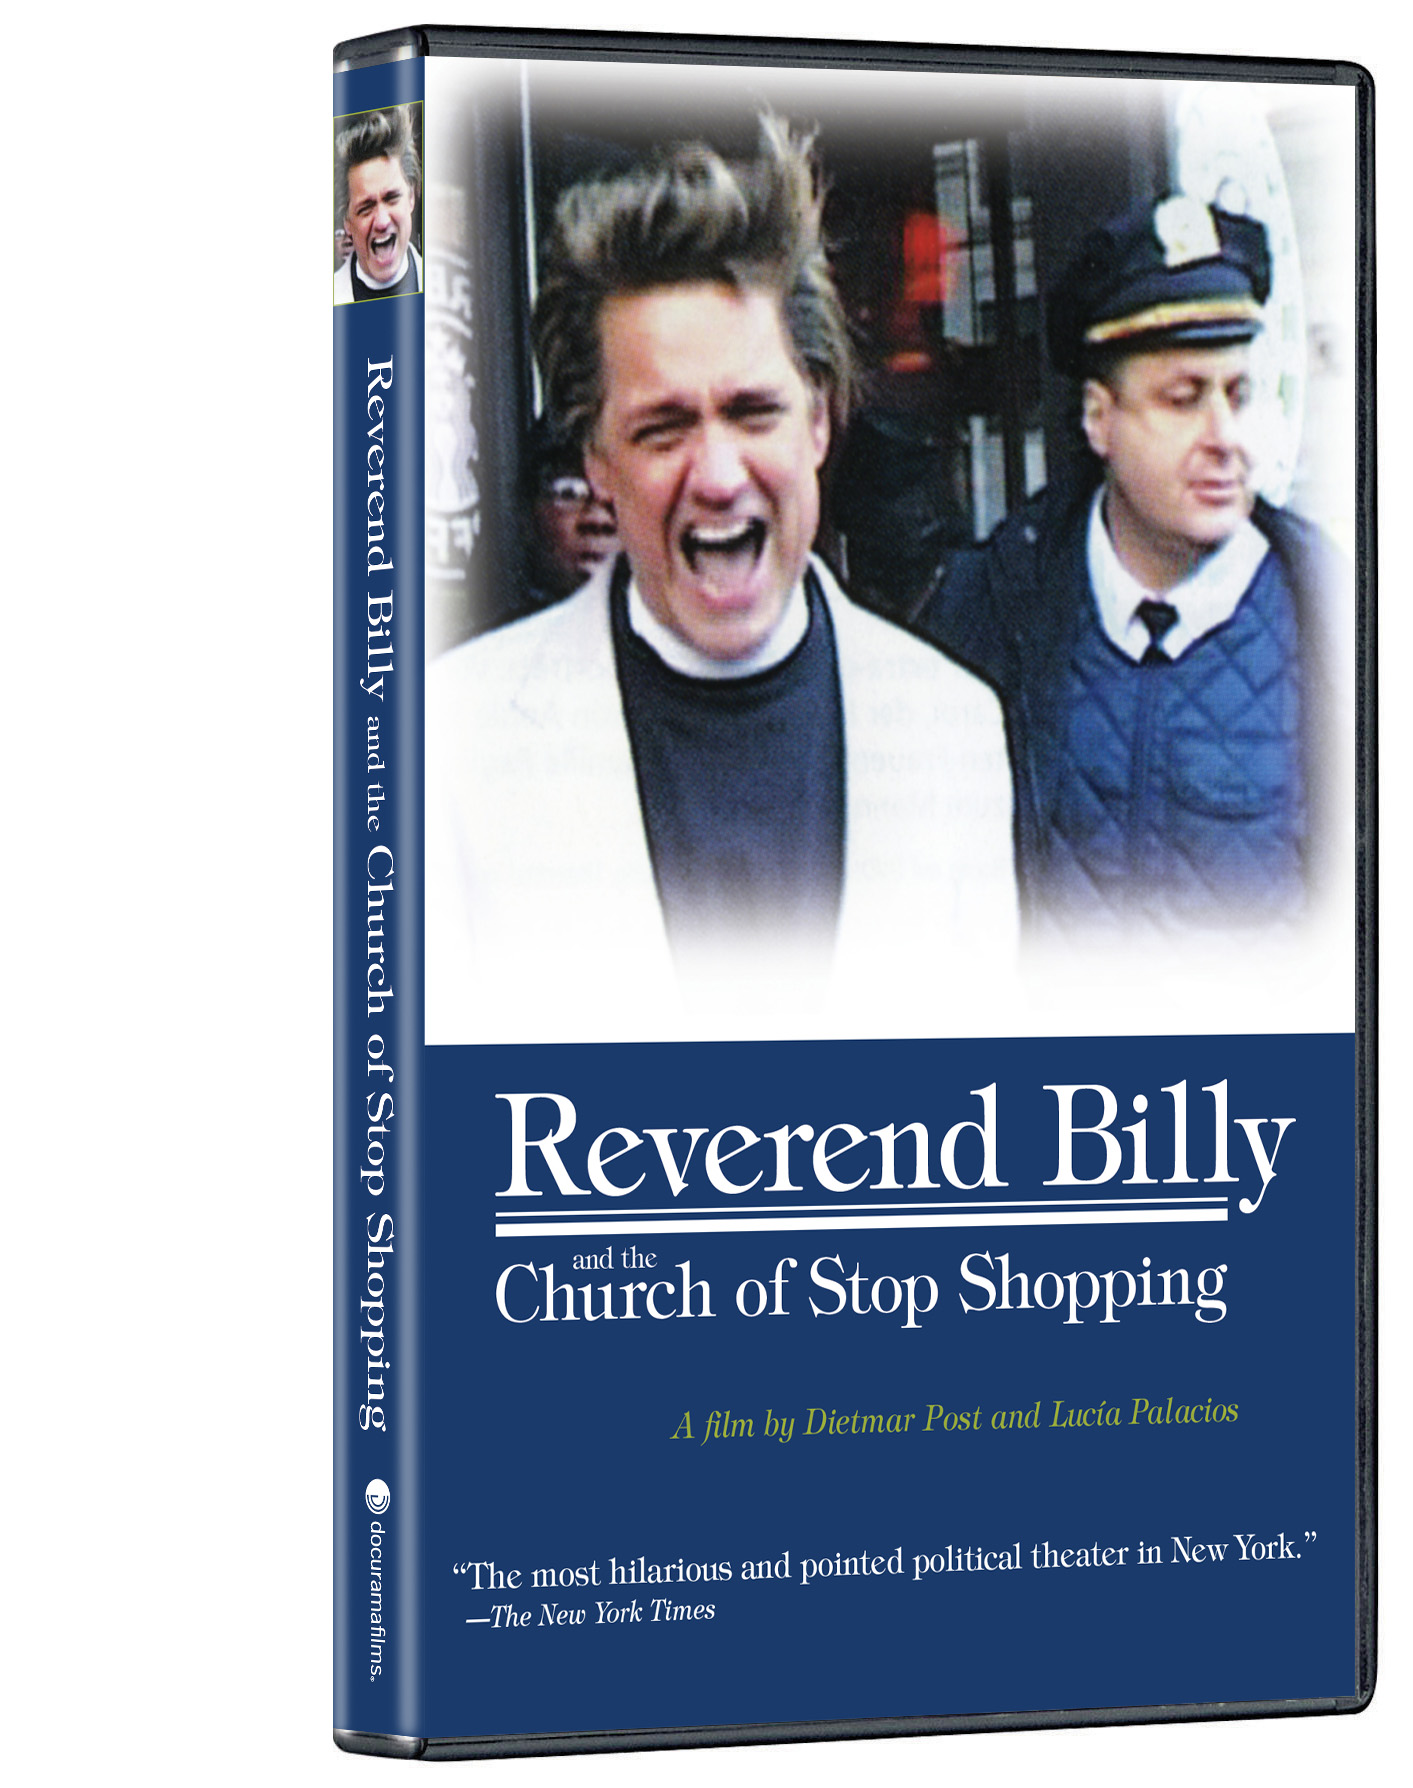 Reverend Billy and the Church of Stop Shopping
docuramafilms
Reverend Billy
and the
Church of Stop Shopping
A film by Dietmar Post and Lucía Palacios
“The most hilarious and pointed political theater in New York.”
—The New York Times